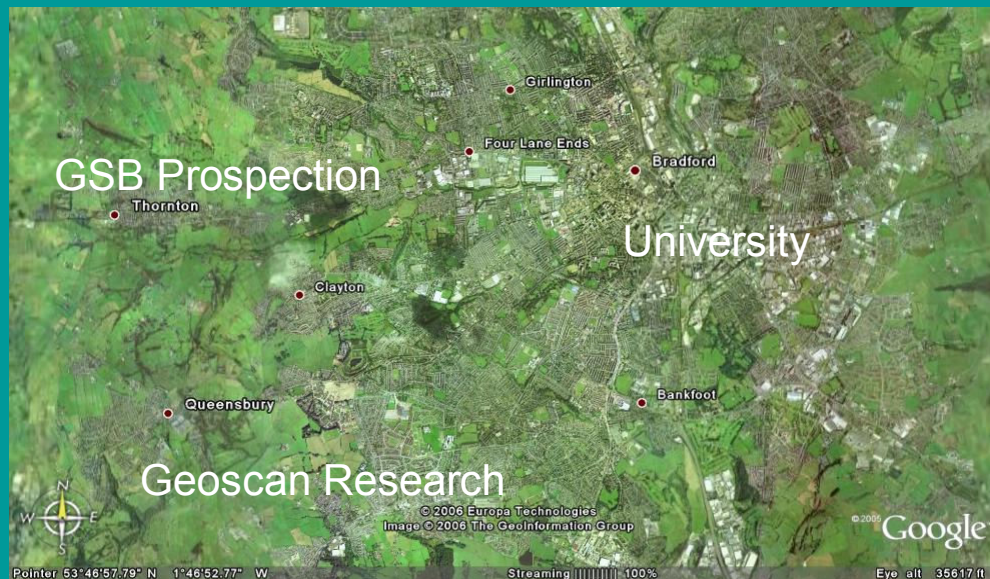 Girlington
Four Lane Ends
Bradford
GSB Prospection
Thornton
University
Clayton
Queensbury
Bankfoot
Geoscan Research
N
W E
S
© 2006 Europa Technologies
Image © 2006 The GeoInformation Group
© 2005 Google
Pointer 53°46'57.79" N 1°46'52.77" W Streaming |||||||||| 100% Eye alt 35617 ft